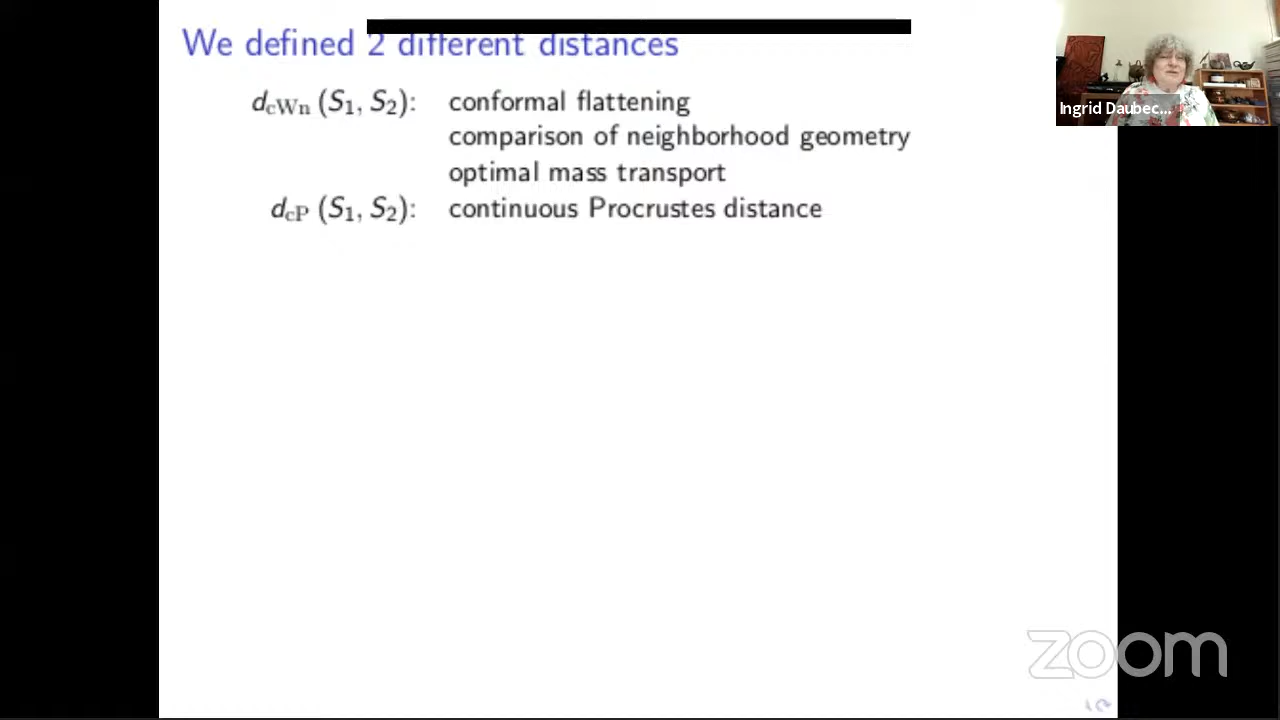 We defined 2 different distances
d_cWn (S₁, S₂): conformal flattening
comparison of neighborhood geometry
optimal mass transport
d_cP (S₁, S₂): continuous Procrustes distance
Ingrid Daubec...
zoom